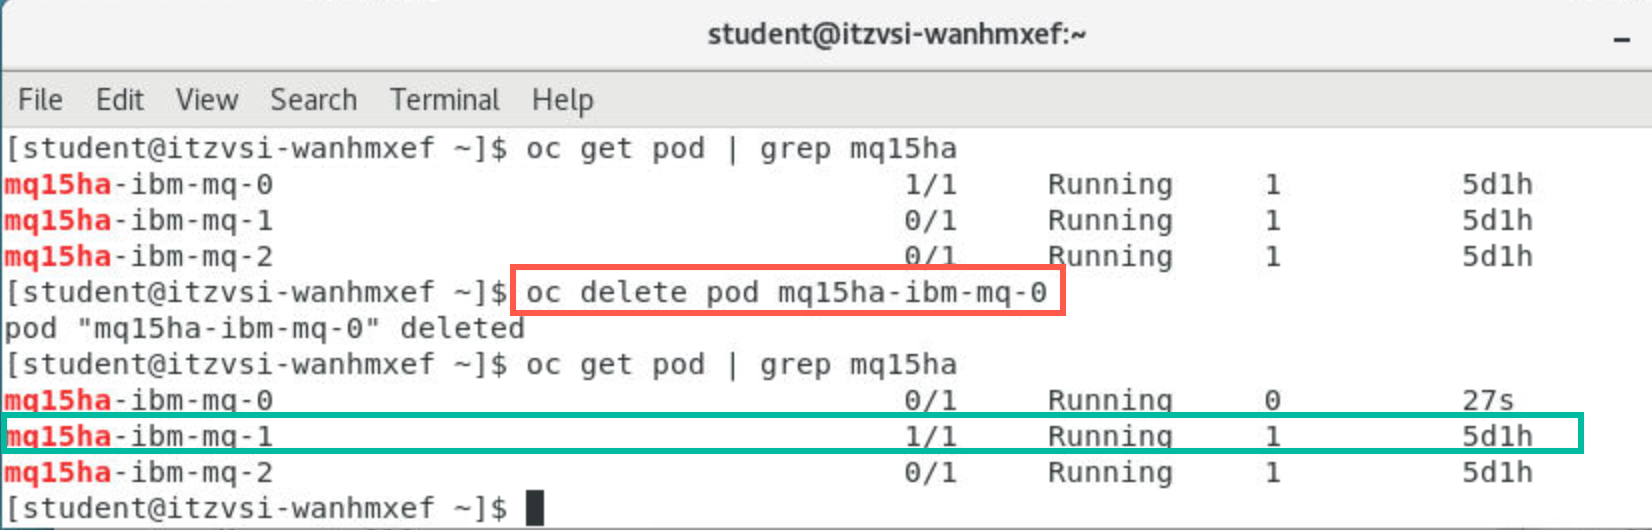 student@itzvsi-wanhmxef:~
File Edit View Search Terminal Help
[student@itzvsi-wanhmxef ~]$ oc get pod | grep mq15ha
mq15ha-ibm-mq-0 1/1 Running 1 5d1h
mq15ha-ibm-mq-1 0/1 Running 1 5d1h
mq15ha-ibm-mq-2 0/1 Running 1 5d1h
[student@itzvsi-wanhmxef ~]$ oc delete pod mq15ha-ibm-mq-0
pod "mq15ha-ibm-mq-0" deleted
[student@itzvsi-wanhmxef ~]$ oc get pod | grep mq15ha
mq15ha-ibm-mq-0 0/1 Running 0 27s
mq15ha-ibm-mq-1 1/1 Running 1 5d1h
mq15ha-ibm-mq-2 0/1 Running 1 5d1h
[student@itzvsi-wanhmxef ~]$